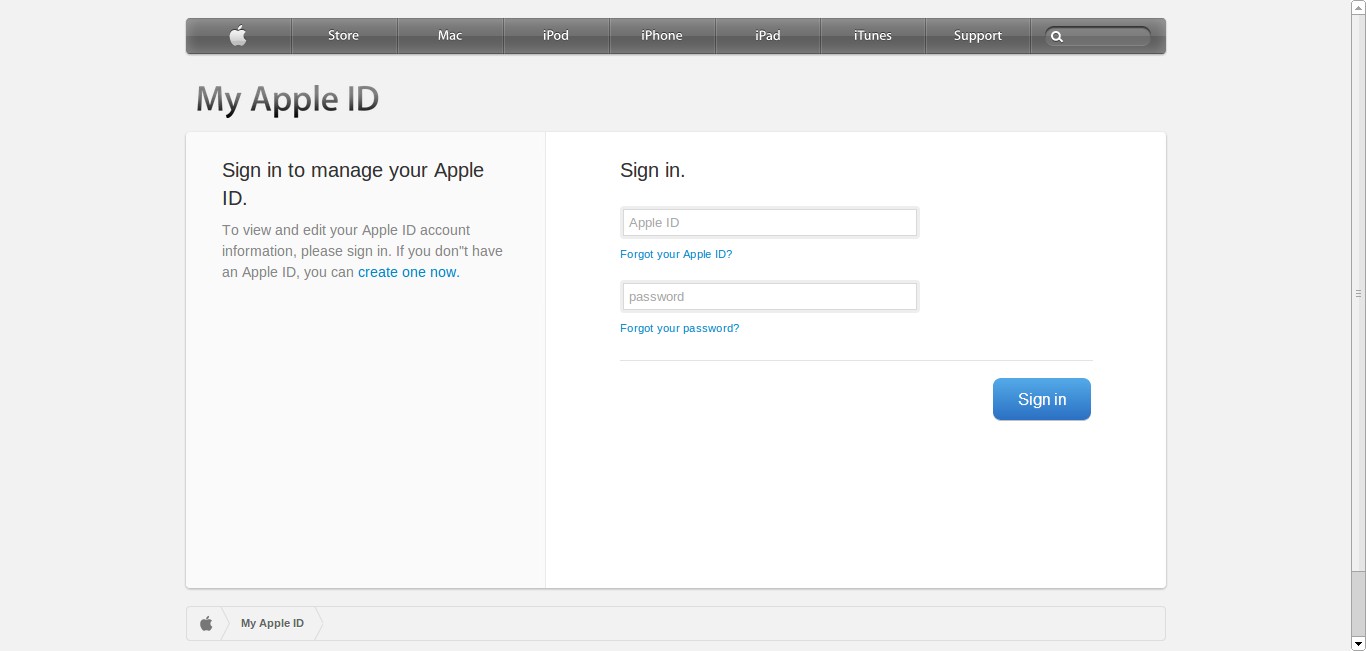 Store Mac iPod iPhone iPad iTunes Support
My Apple ID
Sign in to manage your Apple
ID.
To view and edit your Apple ID account
information, please sign in. If you don"t have
an Apple ID, you can create one now.
Sign in.
Apple ID
Forgot your Apple ID?
password
Forgot your password?
Sign in
My Apple ID